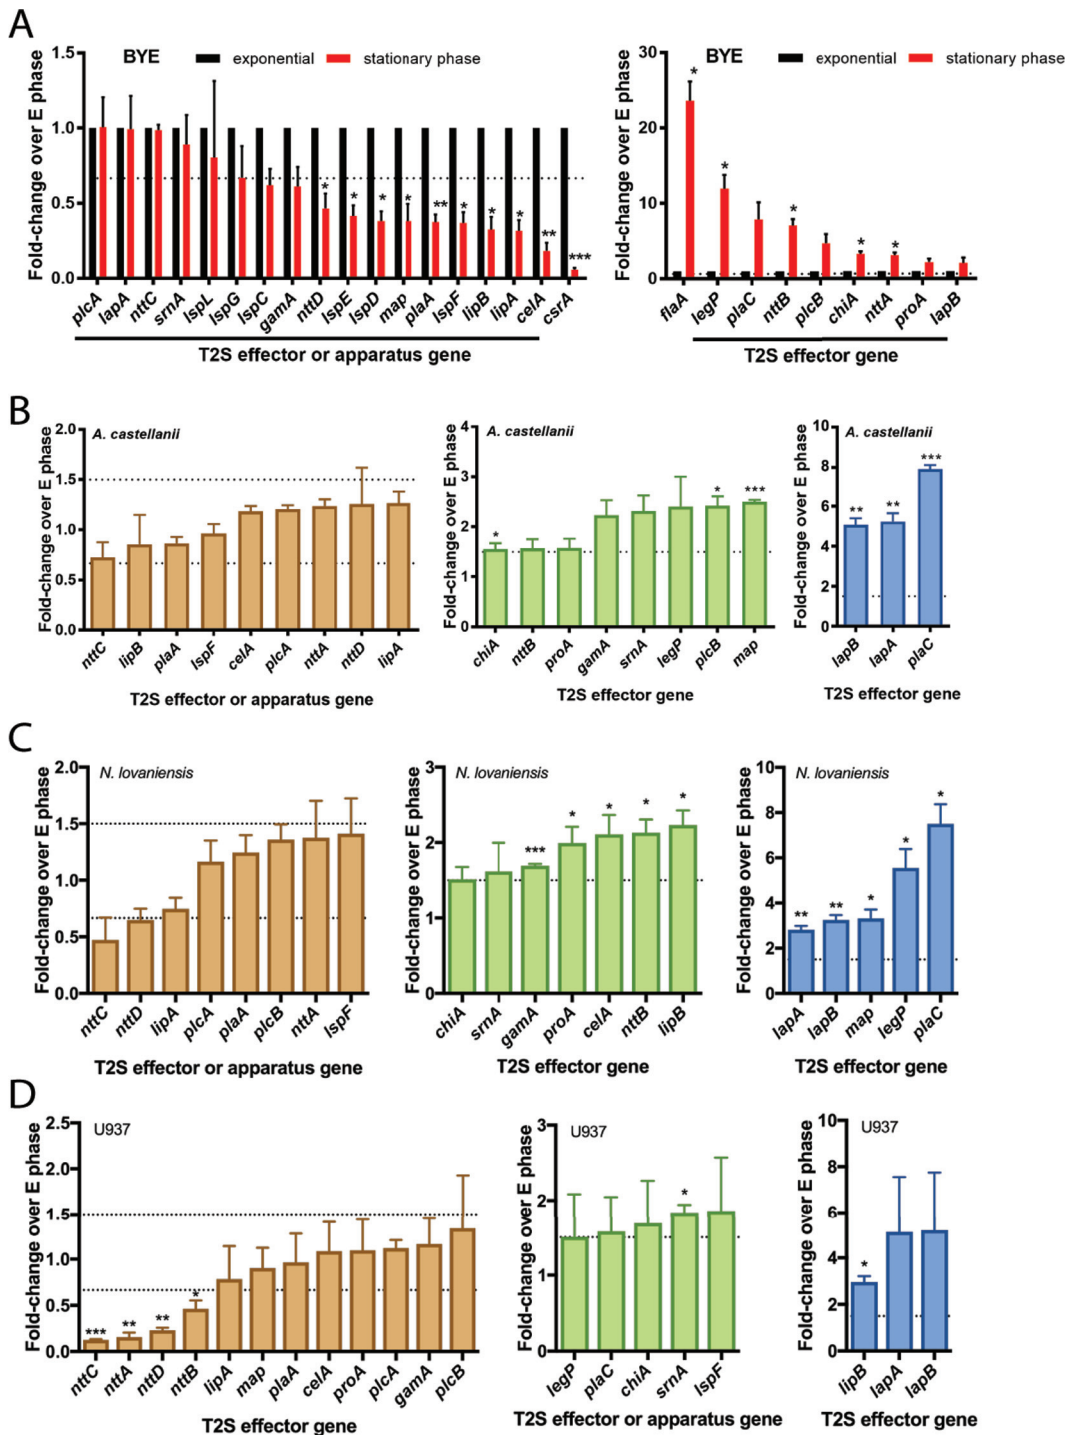 A
BYE
exponential
stationary phase
Fold-change over E phase
1.5
1.0
0.5
0.0
* * * * ** * * * ** ***
plcA lapA nttC srnA lspL lspG lspC gamA nttD lspE lspD map plaA lspF lipB lipA celA csrA
T2S effector or apparatus gene
BYE
exponential
stationary phase
Fold-change over E phase
30
20
10
0
* * * * *
flaA legP plaC nttB plcB chiA nttA proA lapB
T2S effector gene
B
A. castellanii
Fold-change over E phase
2.0
1.5
1.0
0.5
0.0
nttC lipB plaA lspF celA plcA nttA nttD lipA
T2S effector or apparatus gene
A. castellanii
Fold-change over E phase
4
3
2
1
0
* * ***
chiA nttB proA gamA srnA legP plcB map
T2S effector gene
A. castellanii
Fold-change over E phase
10
8
6
4
2
0
** ** ***
lapB lapA plaC
T2S effector gene
C
N. lovaniensis
Fold-change over E phase
2.0
1.5
1.0
0.5
0.0
nttC nttD lipA plcA plaA plcB nttA lspF
T2S effector or apparatus gene
N. lovaniensis
Fold-change over E phase
3
2
1
0
*** * * * *
chiA srnA gamA proA celA nttB lipB
T2S effector gene
N. lovaniensis
Fold-change over E phase
10
8
6
4
2
0
** ** * * *
lapA lapB map legP plaC
T2S effector gene
D
U937
Fold-change over E phase
2.5
2.0
1.5
1.0
0.5
0.0
*** ** ** *
nttC nttA nttD nttB lipA map plaA celA proA plcA gamA plcB
T2S effector gene
U937
Fold-change over E phase
3
2
1
0
*
legP plaC chiA srnA lspF
T2S effector or apparatus gene
U937
Fold-change over E phase
10
8
6
4
2
0
*
lipB lapA lapB
T2S effector gene